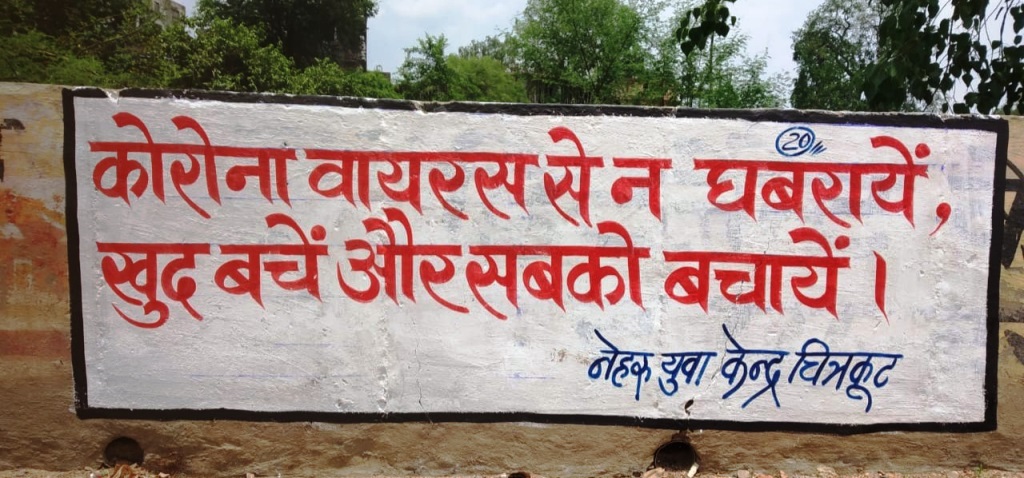 20
कोरोना वायरस से न घबरायें,
खुद बचें और सबको बचायें ।
नेहरू युवा केन्द्र चित्रकूट